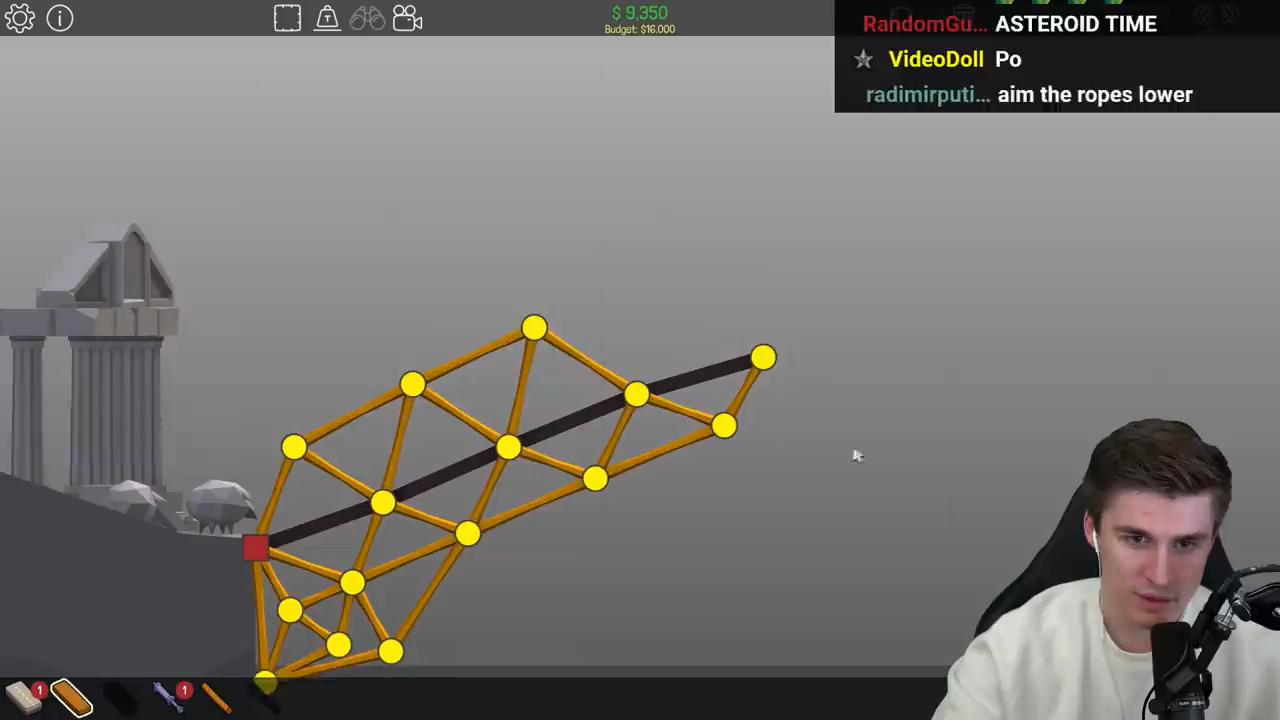 $ 9,350
Budget: $16,000
RandomGu... ASTEROID TIME
VideoDoll Po
radimirputi... aim the ropes lower
1
1